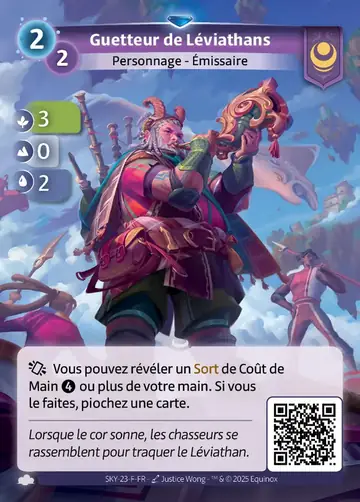 2
2
Guetteur de Léviathans
Personnage - Émissaire
3
0
2
Vous pouvez révéler un Sort de Coût de
Main 4 ou plus de votre main. Si vous
le faites, piochez une carte.
Lorsque le cor sonne, les chasseurs se
rassemblent pour traquer le Léviathan.
SKY-23-F-FR - Justice Wong - ™ & © 2025 Equinox